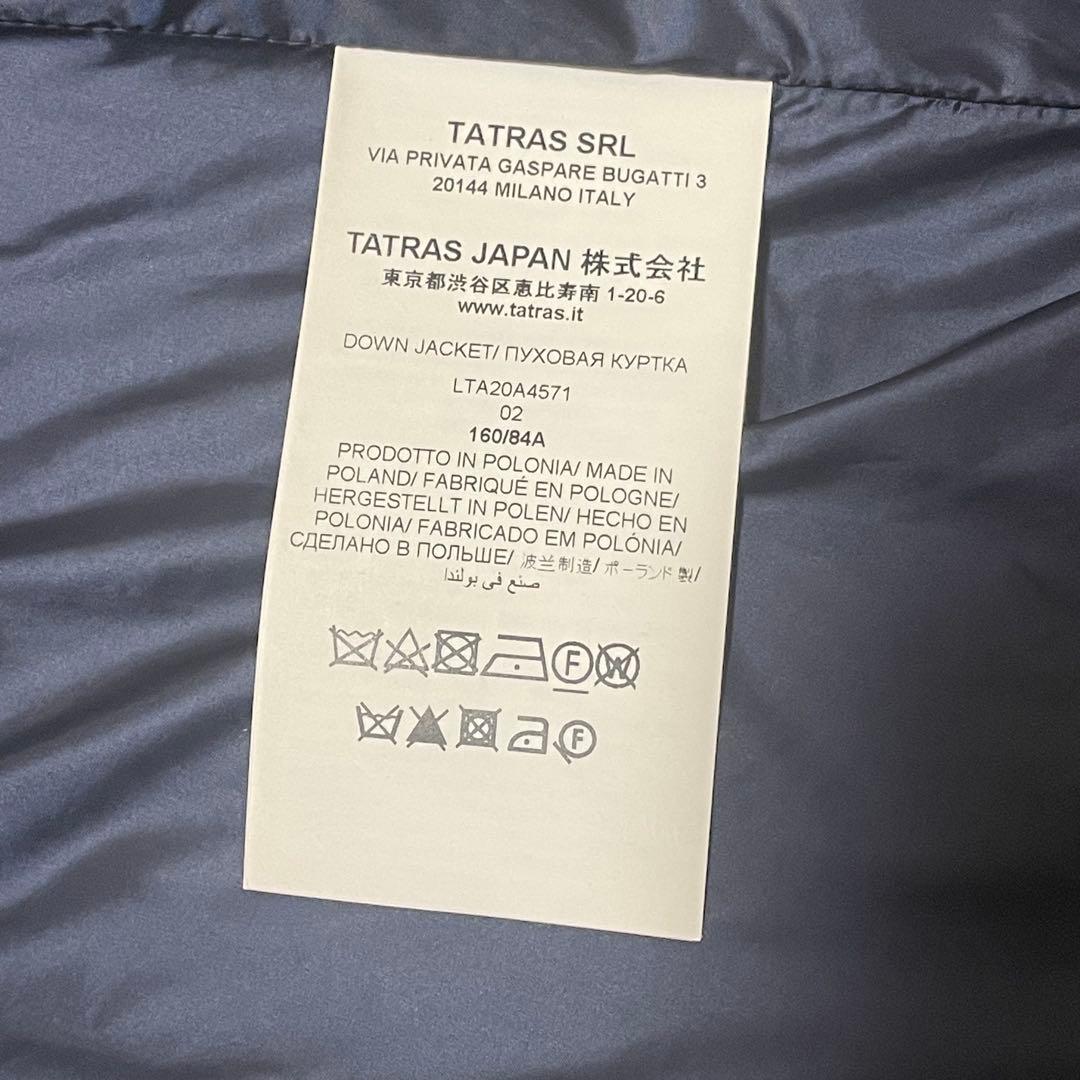 TATRAS SRL
VIA PRIVATA GASPARE BUGATTI 3
20144 MILANO ITALY
TATRAS JAPAN 株式会社
東京都渋谷区恵比寿南 1-20-6
www.tatras.it
DOWN JACKET/ ПУХОВАЯ КУРТКА
LTA20A4571
02
160/84A
PRODOTTO IN POLONIA/ MADE IN
POLAND/ FABRIQUÉ EN POLOGNE/
HERGESTELLT IN POLEN/ HECHO EN
POLONIA/ FABRICADO EM POLÓNIA/
СДЕЛАНО В ПОЛЬШЕ/ 波兰制造/ ポーランド 製/
صنع في بولندا
F W
F